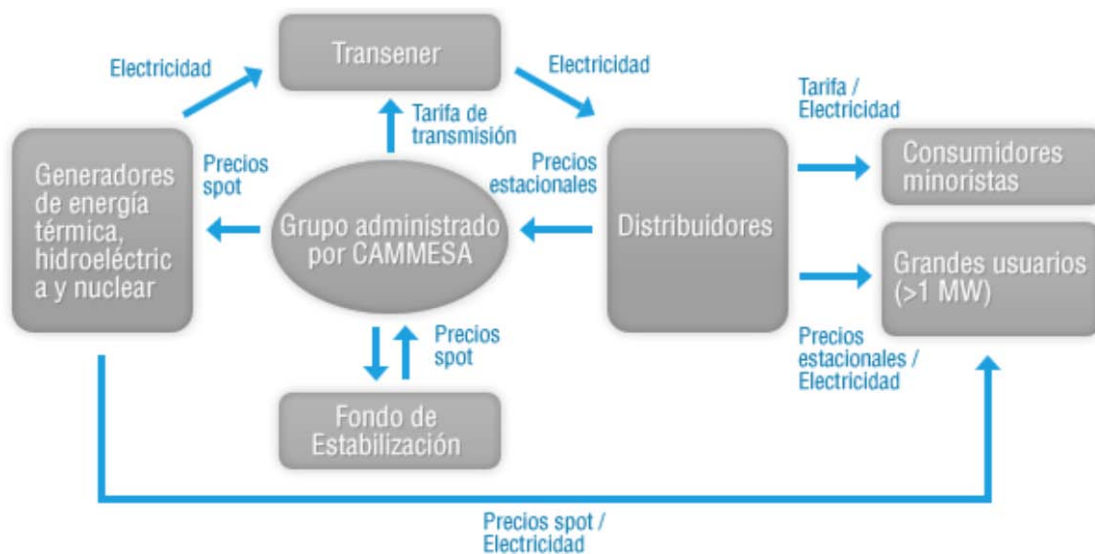 Transener
Electricidad
Electricidad
Tarifa de
transmisión
Tarifa /
Electricidad
Generadores
de energía
térmica,
hidroeléctric
a y nuclear
Precios
spot
Grupo administrado
por CAMMESA
Precios
estacionales
Distribuidores
Consumidores
minoristas
Grandes usuarios
(>1 MW)
Precios
spot
Precios
estacionales /
Electricidad
Fondo de
Estabilización
Precios spot /
Electricidad